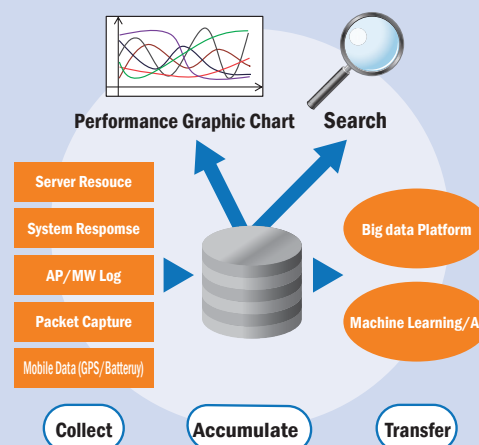 Performance Graphic Chart
Search
Server Resouce
System Respomse
AP/MW Log
Packet Capture
Mobile Data (GPS/Batteruy)
Big data Platform
Machine Learning/A
Collect
Accumulate
Transfer